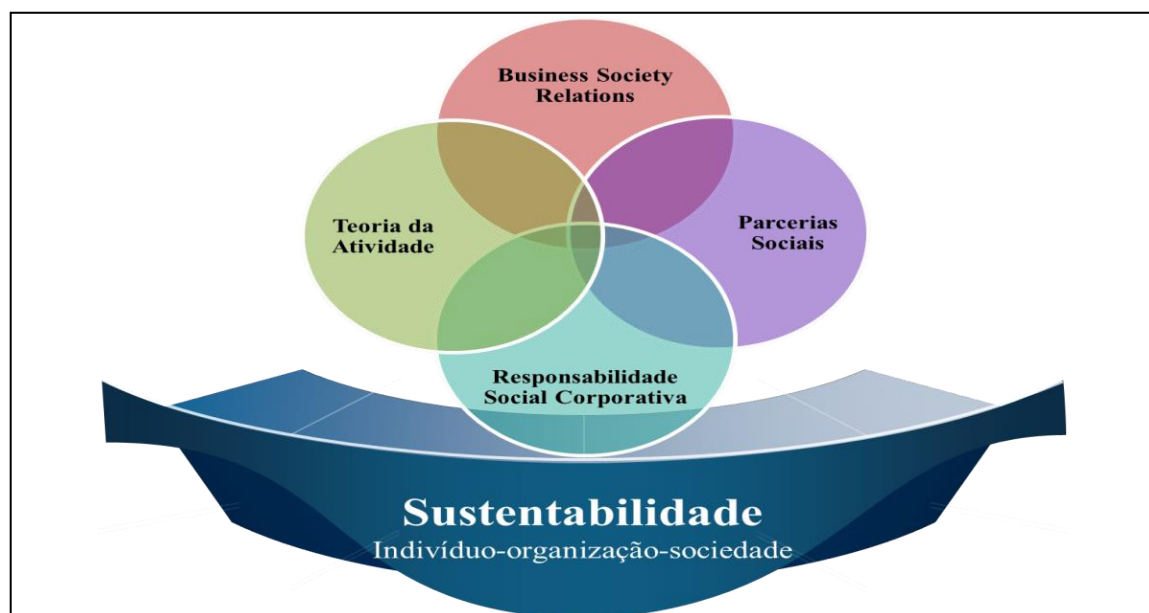 Business Society
Relations
Teoria da
Atividade
Parcerias
Sociais
Responsabilidade
Social Corporativa
Sustentabilidade
Indivíduo-organização-sociedade